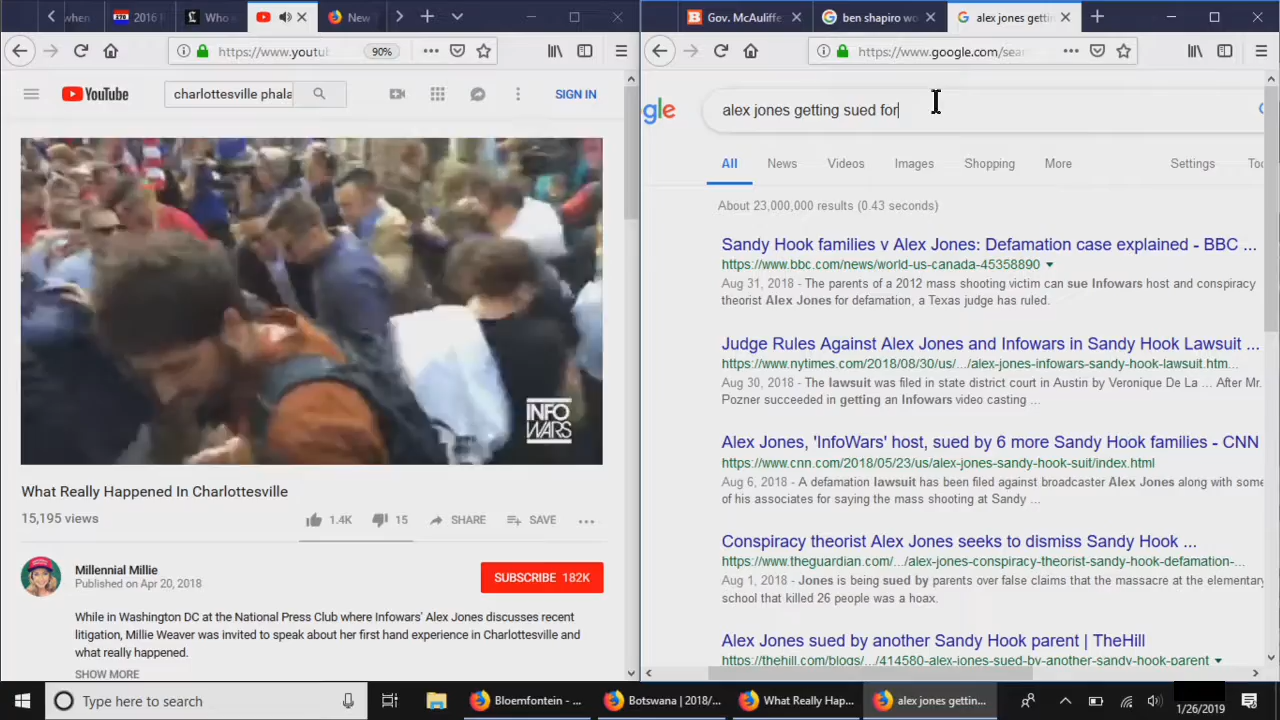 when
2016 R
Who
New
https://www.youtu
90%
YouTube
charlottesville phala
SIGN IN
INFO
WARS
What Really Happened In Charlottesville
15,195 views
1.4K
15
SHARE
SAVE
Millennial Millie
Published on Apr 20, 2018
SUBSCRIBE 182K
While in Washington DC at the National Press Club where Infowars' Alex Jones discusses recent
litigation, Millie Weaver was invited to speak about her first hand experience in Charlottesville and
what really happened.
SHOW MORE
Gov. McAuliffe
ben shapiro wo
alex jones gettin
https://www.google.com/sea
gle
alex jones getting sued for
All News Videos Images Shopping More Settings Too
About 23,000,000 results (0.43 seconds)
Sandy Hook families v Alex Jones: Defamation case explained - BBC ...
https://www.bbc.com/news/world-us-canada-45358890
Aug 31, 2018 - The parents of a 2012 mass shooting victim can sue Infowars host and conspiracy
theorist Alex Jones for defamation, a Texas judge has ruled.
Judge Rules Against Alex Jones and Infowars in Sandy Hook Lawsuit ...
https://www.nytimes.com/2018/08/30/us/.../alex-jones-infowars-sandy-hook-lawsuit.htm...
Aug 30, 2018 - The lawsuit was filed in state district court in Austin by Veronique De La ... After Mr.
Pozner succeeded in getting an Infowars video casting ...
Alex Jones, 'InfoWars' host, sued by 6 more Sandy Hook families - CNN
https://www.cnn.com/2018/05/23/us/alex-jones-sandy-hook-suit/index.html
Aug 6, 2018 - A defamation lawsuit has been filed against broadcaster Alex Jones along with some
of his associates for saying the mass shooting at Sandy ...
Conspiracy theorist Alex Jones seeks to dismiss Sandy Hook ...
https://www.theguardian.com/.../alex-jones-conspiracy-theorist-sandy-hook-defamation-...
Aug 1, 2018 - Jones is being sued by parents over false claims that the massacre at the elementary
school that killed 26 people was a hoax.
Alex Jones sued by another Sandy Hook parent | TheHill
https://thehill.com/blogs/.../414580-alex-jones-sued-by-another-sandy-hook-parent
Type here to search
Bloemfontein - ...
Botswana | 2018/...
What Really Hap...
alex jones gettin...
1/26/2019